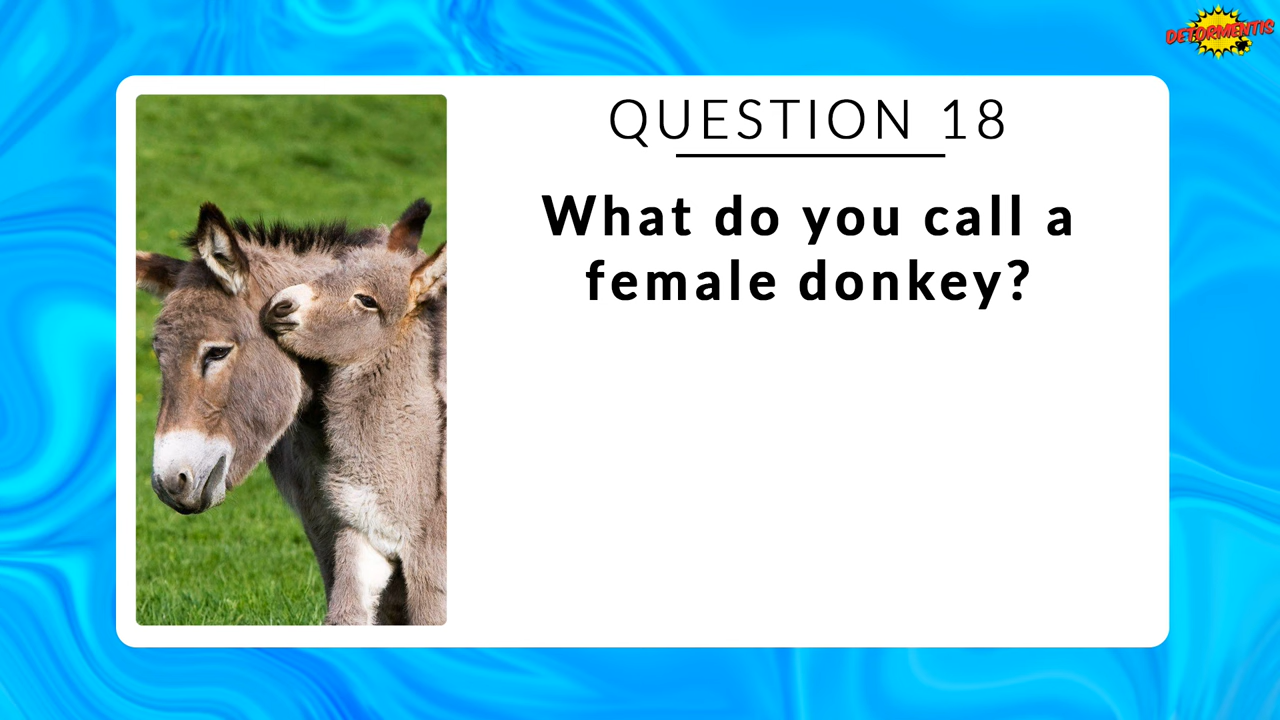 DETORMENTIS
QUESTION 18
What do you call a
female donkey?